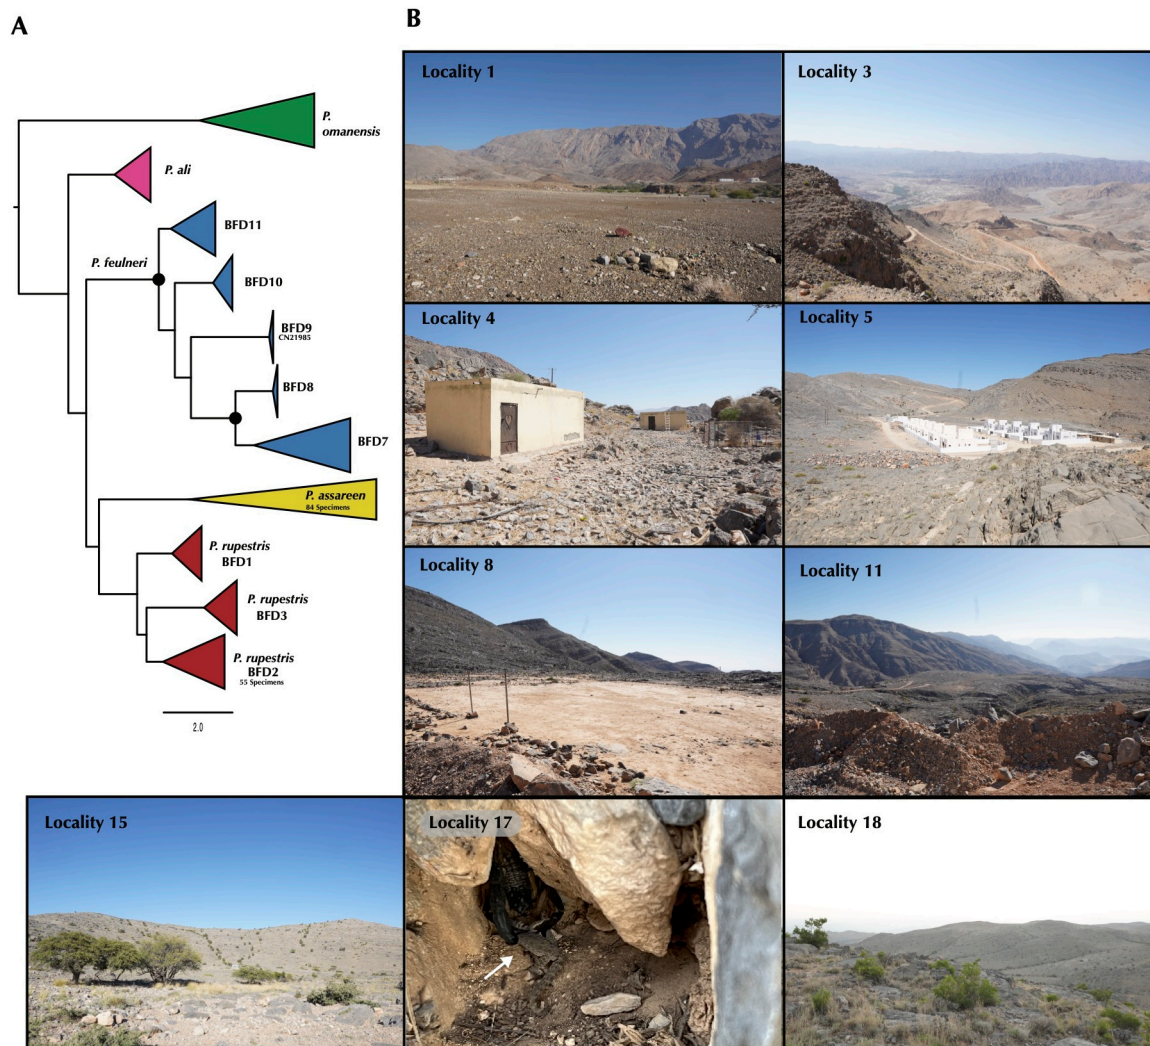 A
B
P.
omanensis
P. ali
BFD11
P. feulneri
BFD10
BFD9
CN21985
BFD8
BFD7
P. assareen
84 Specimens
P. rupestris
BFD1
P. rupestris
BFD3
P. rupestris
BFD2
55 Specimens
2.0
Locality 1
Locality 3
Locality 4
Locality 5
Locality 8
Locality 11
Locality 15
Locality 17
Locality 18